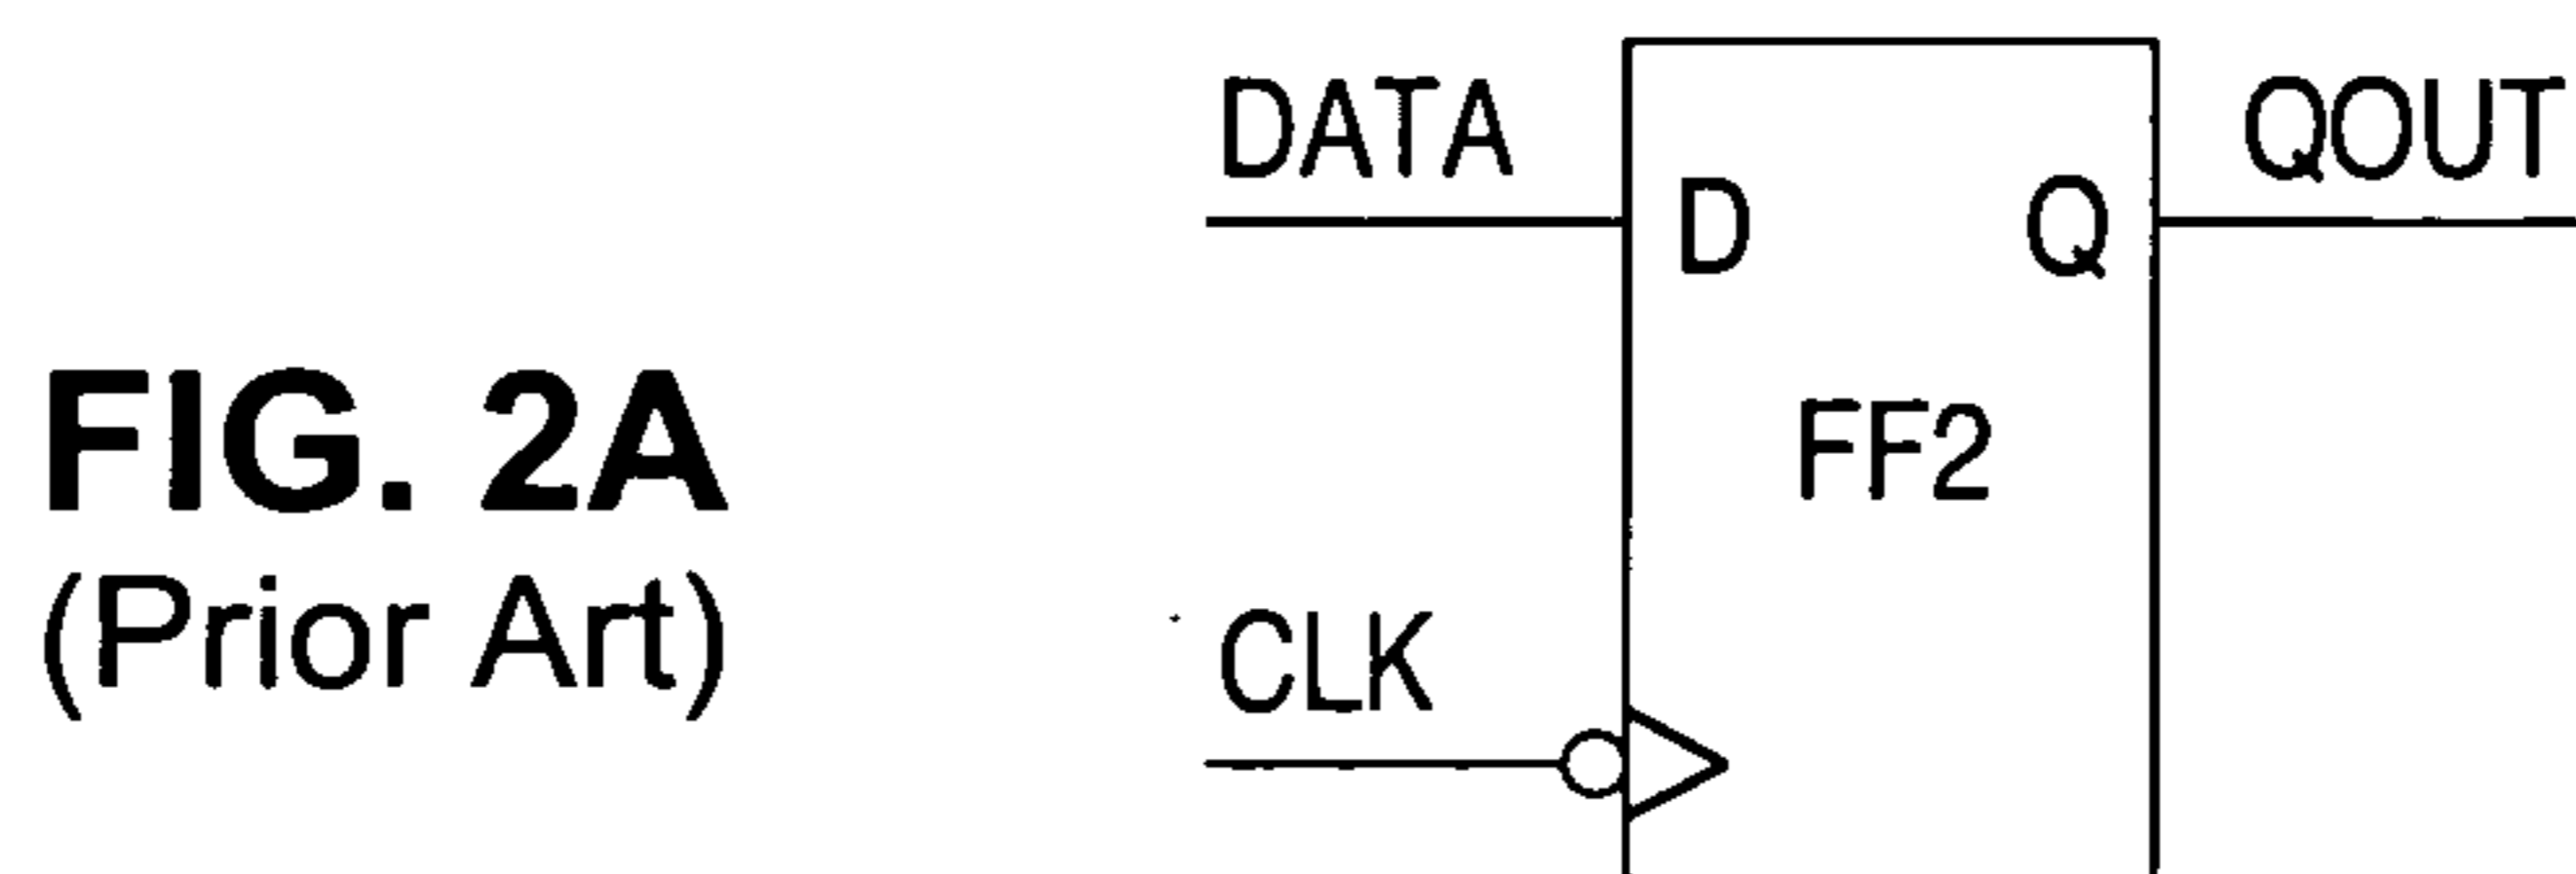 DATA
QOUT
D
Q
FIG. 2A
FF2
(Prior Art)
CLK